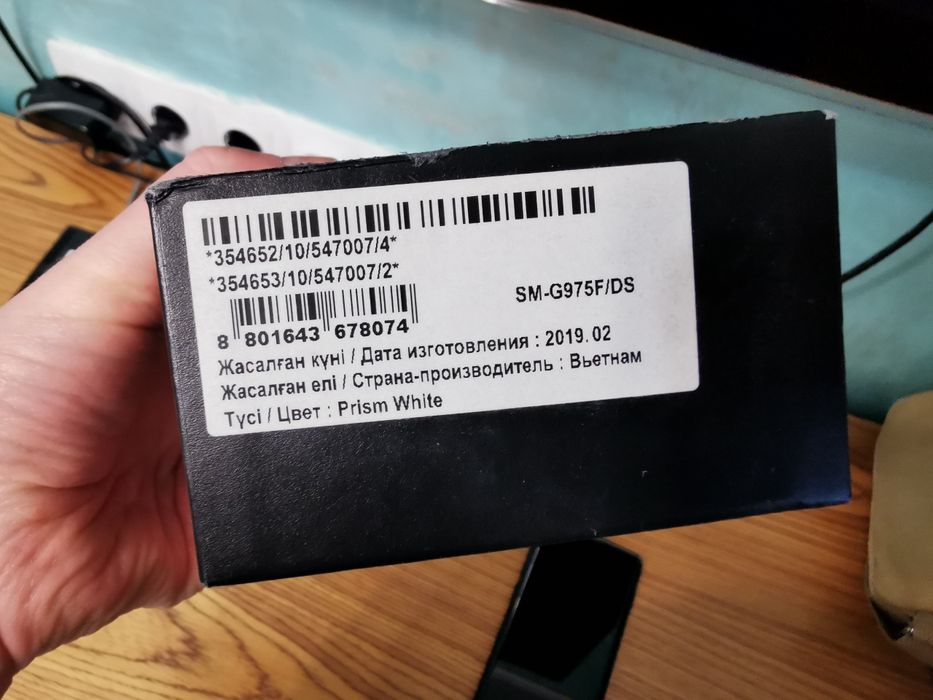 *354652/10/547007/4*
*354653/10/547007/2*
SM-G975F/DS
8 801643 678074
Жасалған күні / Дата изготовления : 2019. 02
Жасалған елі / Страна-производитель : Вьетнам
Түсі / Цвет : Prism White